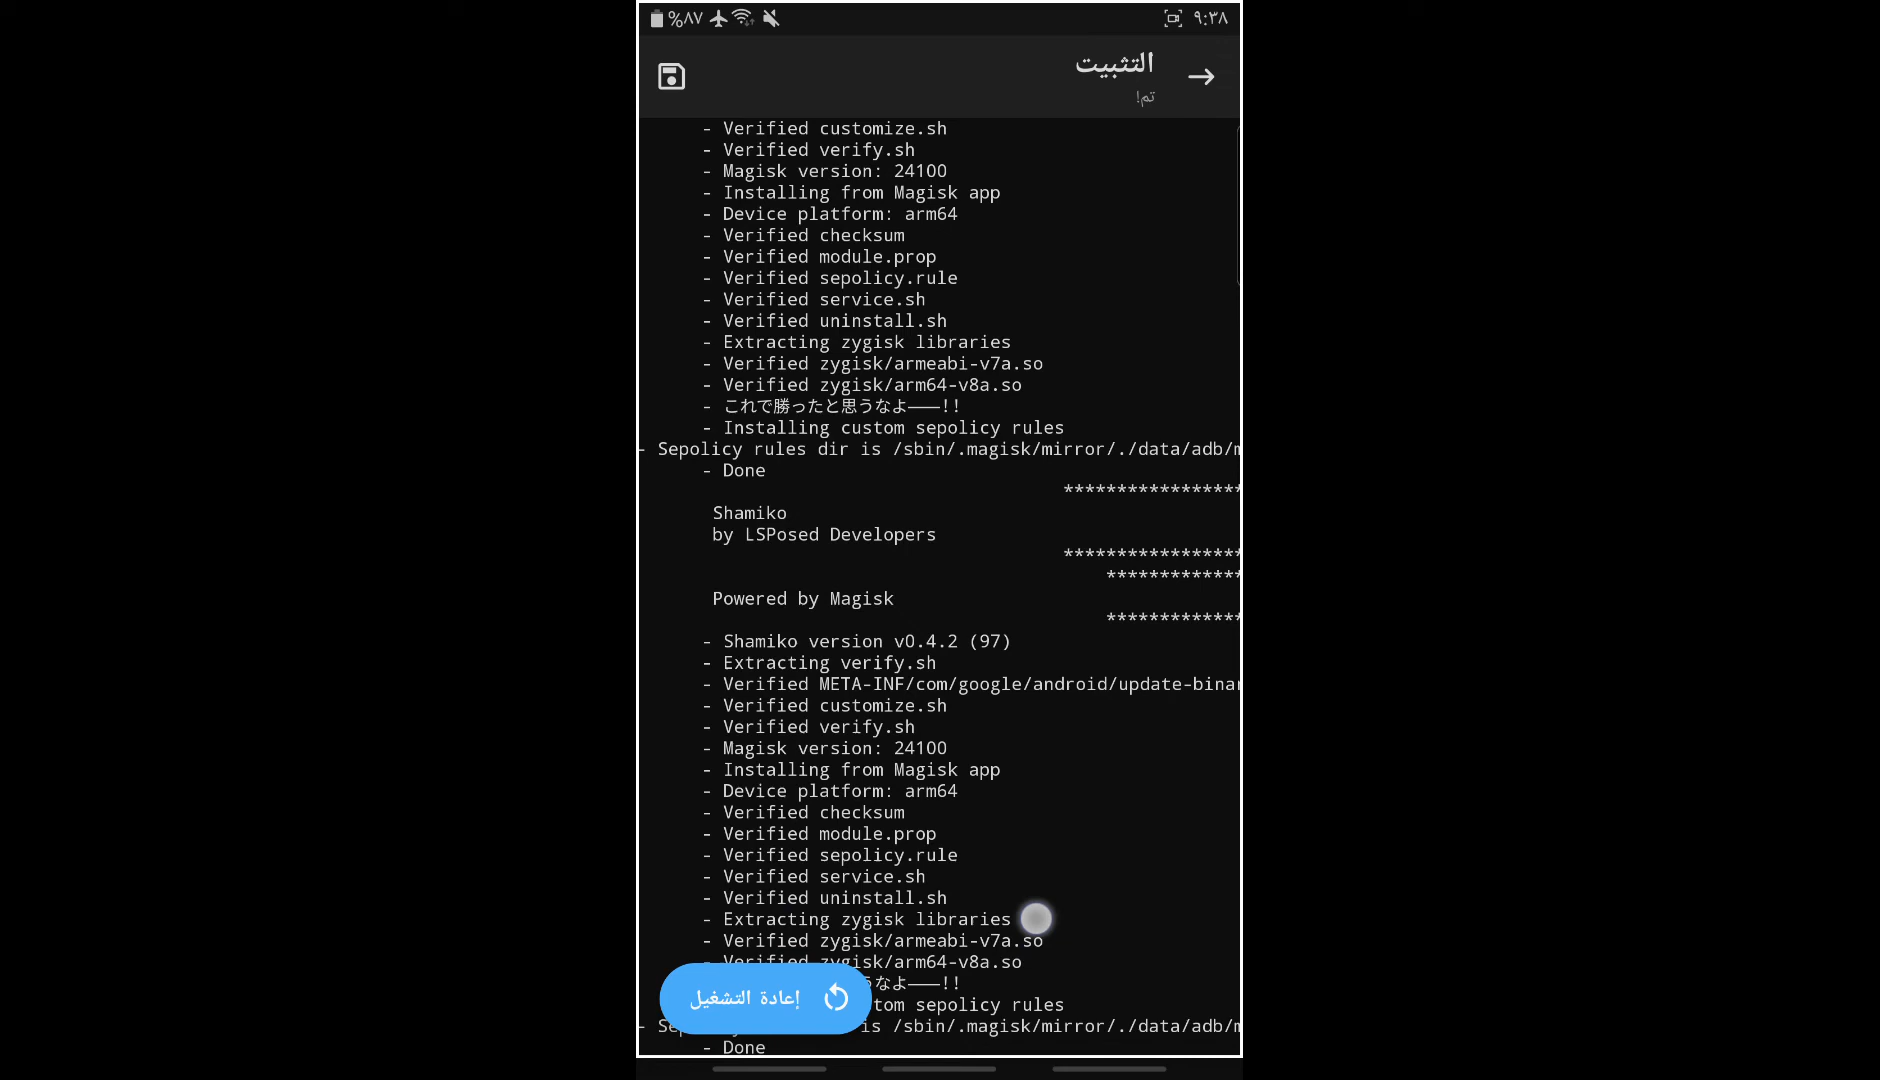 %٨٧
٩:٣٨
التثبيت
تم!
- Verified customize.sh
- Verified verify.sh
- Magisk version: 24100
- Installing from Magisk app
- Device platform: arm64
- Verified checksum
- Verified module.prop
- Verified sepolicy.rule
- Verified service.sh
- Verified uninstall.sh
- Extracting zygisk libraries
- Verified zygisk/armeabi-v7a.so
- Verified zygisk/arm64-v8a.so
- これで勝ったと思うなよ―――!!
- Installing custom sepolicy rules
- Sepolicy rules dir is /sbin/.magisk/mirror/./data/adb/m
- Done
*****************
Shamiko
by LSPosed Developers
*****************
*************
Powered by Magisk
*************
- Shamiko version v0.4.2 (97)
- Extracting verify.sh
- Verified META-INF/com/google/android/update-binar
- Verified customize.sh
- Verified verify.sh
- Magisk version: 24100
- Installing from Magisk app
- Device platform: arm64
- Verified checksum
- Verified module.prop
- Verified sepolicy.rule
- Verified service.sh
- Verified uninstall.sh
- Extracting zygisk libraries
- Verified zygisk/armeabi-v7a.so
- Verified zygisk/arm64-v8a.so
なよ―――!!
إعادة التشغيل
tom sepolicy rules
- Se is /sbin/.magisk/mirror/./data/adb/m
- Done